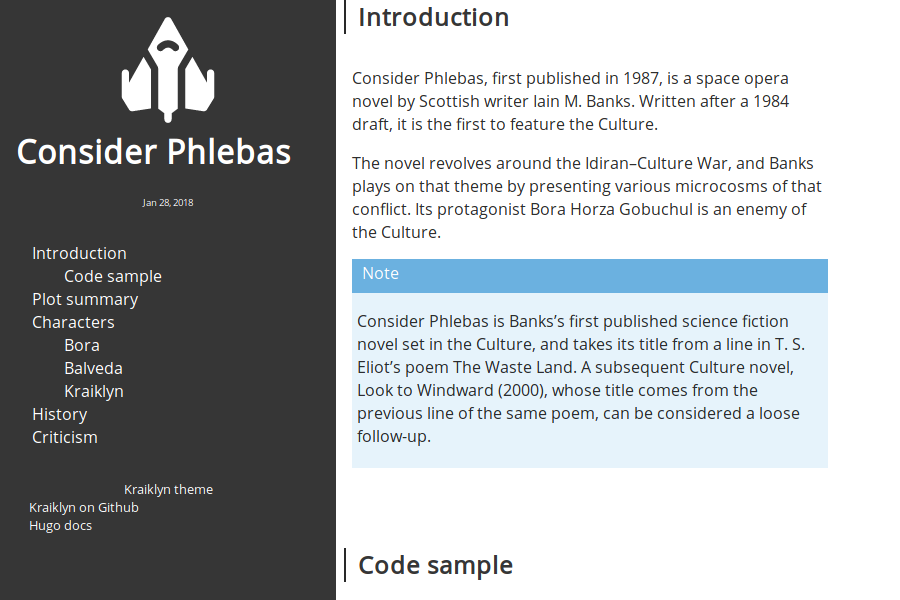 Consider Phlebas
Jan 28, 2018
Introduction
Code sample
Plot summary
Characters
Bora
Balveda
Kraiklyn
History
Criticism
Kraiklyn theme
Kraiklyn on Github
Hugo docs
Introduction
Consider Phlebas, first published in 1987, is a space opera
novel by Scottish writer Iain M. Banks. Written after a 1984
draft, it is the first to feature the Culture.
The novel revolves around the Idiran–Culture War, and Banks
plays on that theme by presenting various microcosms of that
conflict. Its protagonist Bora Horza Gobuchul is an enemy of
the Culture.
Note
Consider Phlebas is Banks’s first published science fiction
novel set in the Culture, and takes its title from a line in T. S.
Eliot’s poem The Waste Land. A subsequent Culture novel,
Look to Windward (2000), whose title comes from the
previous line of the same poem, can be considered a loose
follow-up.
Code sample